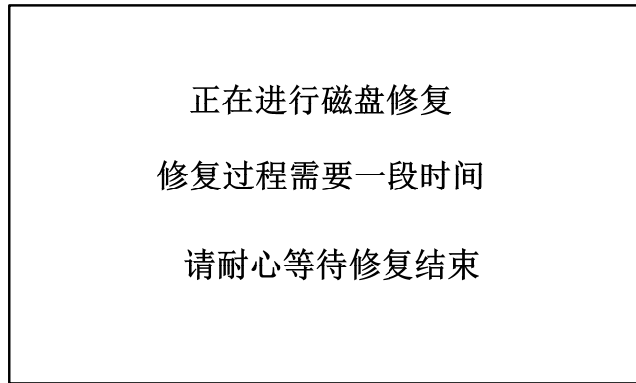 正在进行磁盘修复
修复过程需要一段时间
请耐心等待修复结束